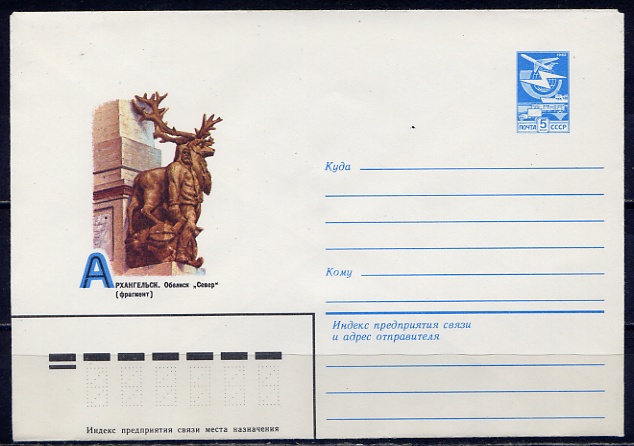 ПОЧТА 5 СССР
Куда
Кому
АРХАНГЕЛЬСК. Обелиск „Север“
(фрагмент)
Индекс предприятия связи
и адрес отправителя
Индекс предприятия связи места назначения